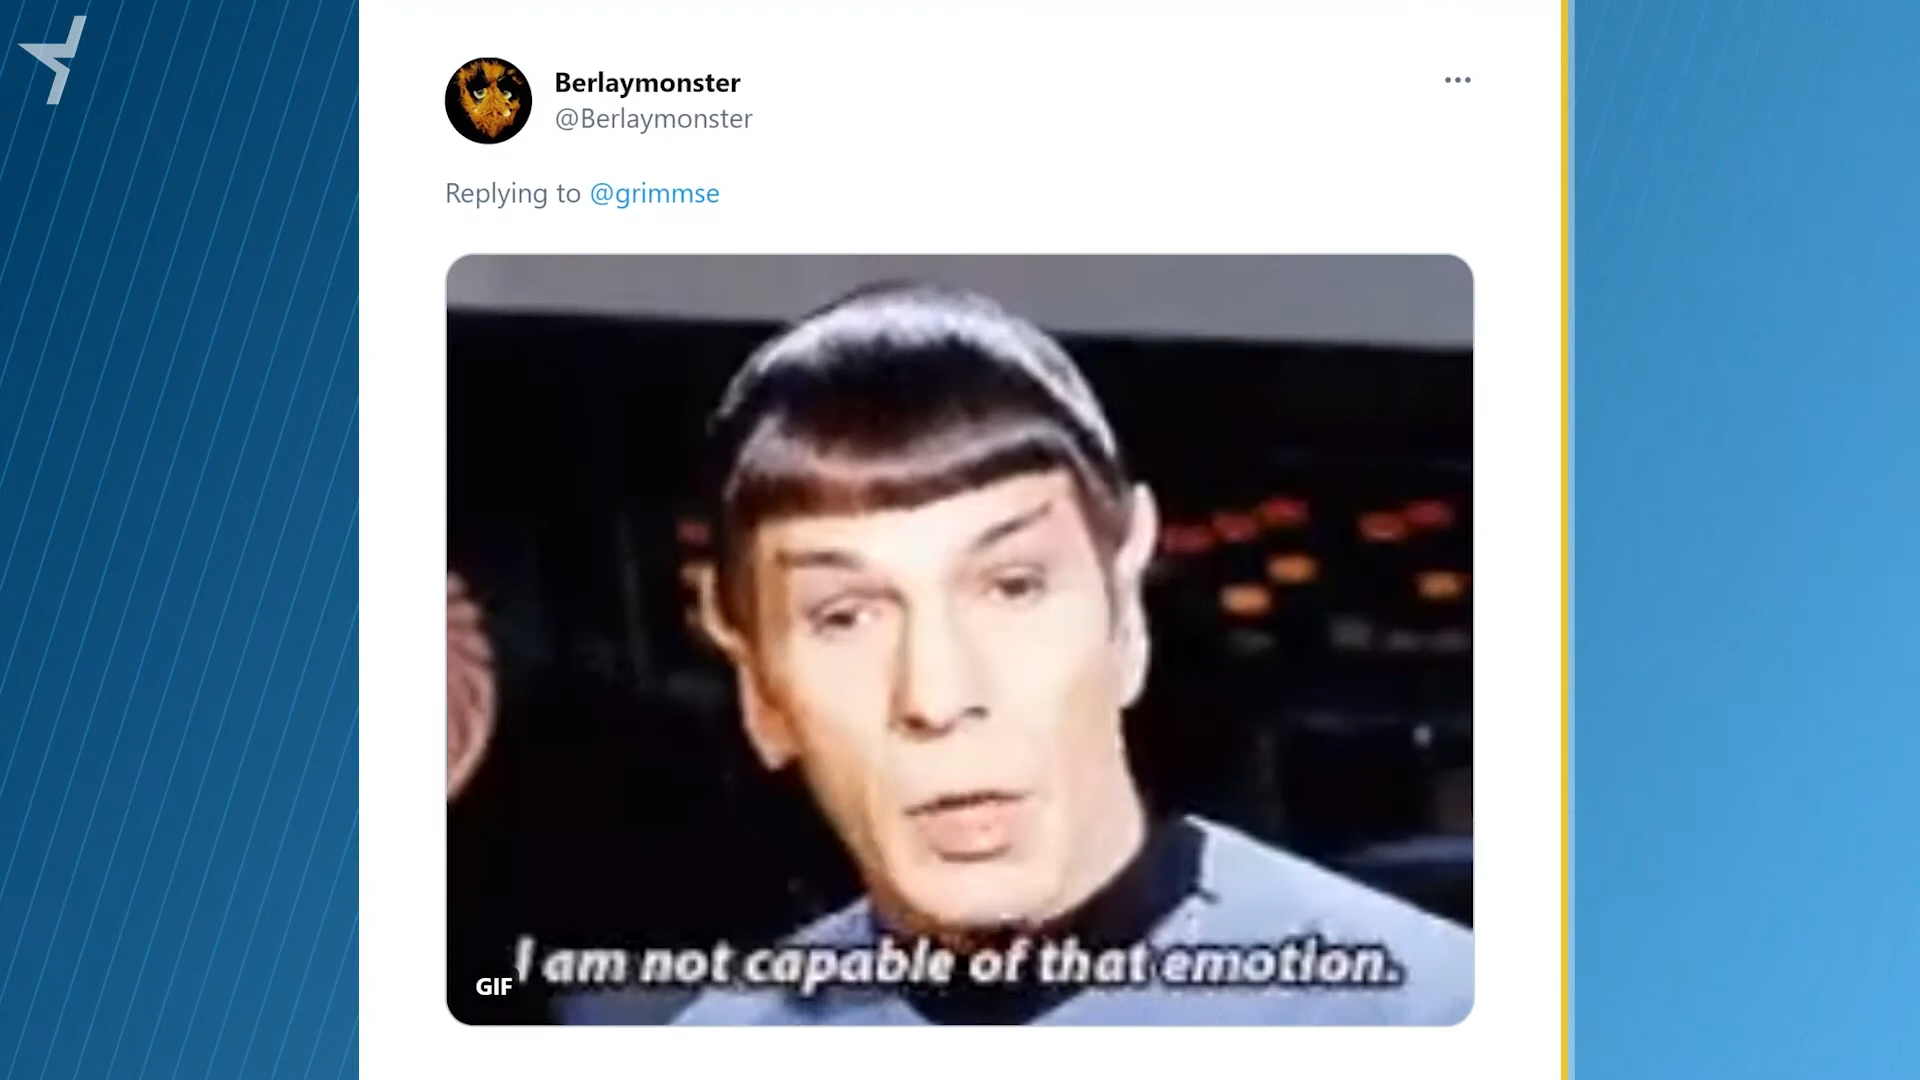 Berlaymonster
@Berlaymonster
Replying to @grimmse
I am not capable of that emotion.
GIF